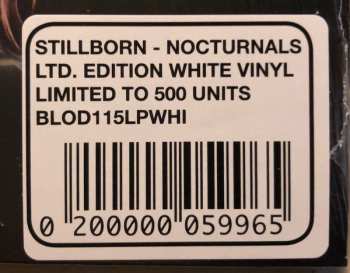 STILLBORN - NOCTURNALS
LTD. EDITION WHITE VINYL
LIMITED TO 500 UNITS
BLOD115LPWHI
0 200000 059965